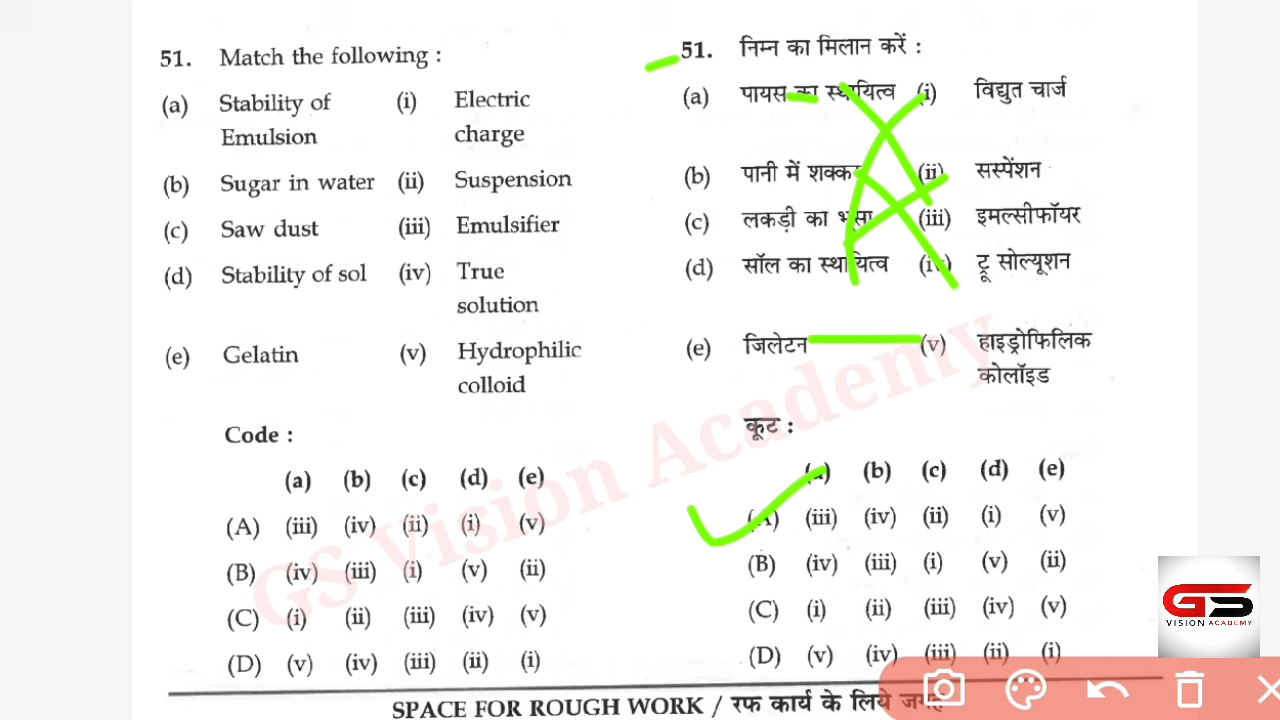 51. Match the following :
(a) Stability of Emulsion (i) Electric charge
(b) Sugar in water (ii) Suspension
(c) Saw dust (iii) Emulsifier
(d) Stability of sol (iv) True solution
(e) Gelatin (v) Hydrophilic colloid
Code :
(a) (b) (c) (d) (e)
(A) (iii) (iv) (ii) (i) (v)
(B) (iv) (iii) (i) (v) (ii)
(C) (i) (ii) (iii) (iv) (v)
(D) (v) (iv) (iii) (ii) (i)
51. निम्न का मिलान करें :
(a) पायस का स्थायित्व (i) विद्युत चार्ज
(b) पानी में शक्कर (ii) सस्पेंशन
(c) लकड़ी का भूसा (iii) इमल्सीफॉयर
(d) सॉल का स्थायित्व (iv) ट्रू सोल्यूशन
(e) जिलेटन (v) हाइड्रोफिलिक कोलॉइड
कूट :
(a) (b) (c) (d) (e)
(A) (iii) (iv) (ii) (i) (v)
(B) (iv) (iii) (i) (v) (ii)
(C) (i) (ii) (iii) (iv) (v)
(D) (v) (iv) (iii) (ii) (i)
SPACE FOR ROUGH WORK / रफ कार्य के लिये जगह
GS Vision Academy
GS
VISION ACADEMY